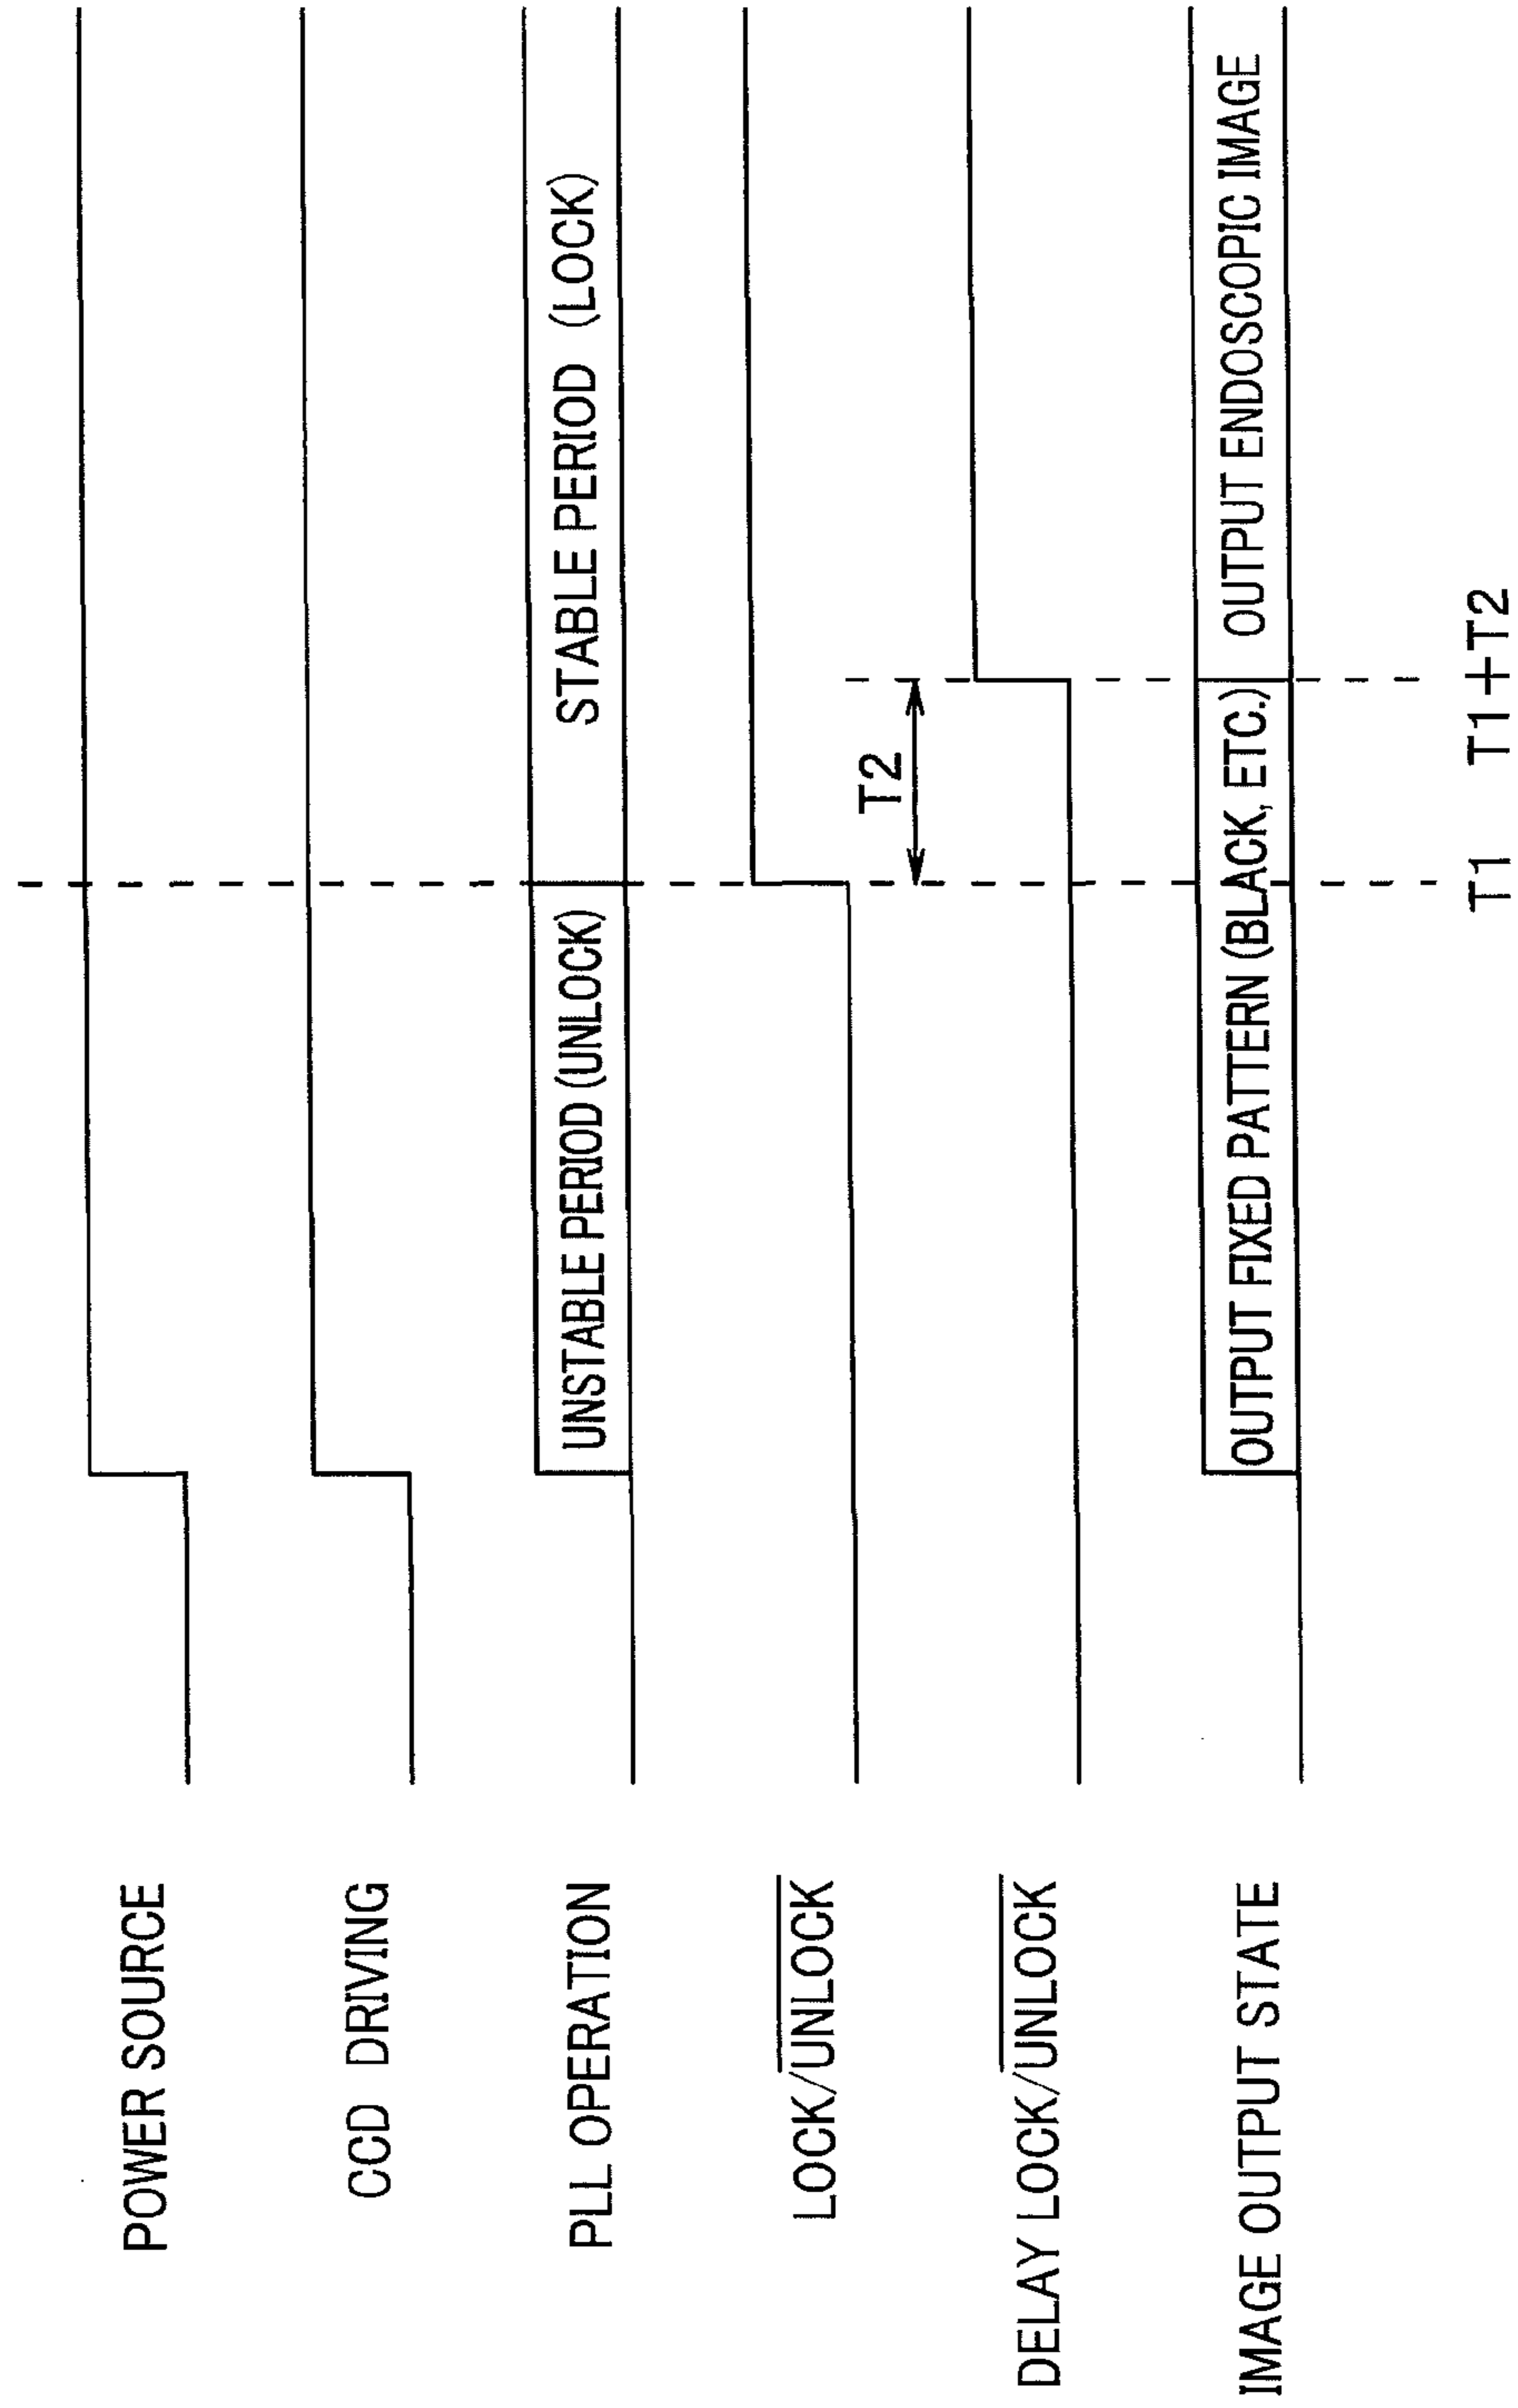 POWER SOURCE
CCD DRIVING
PLL OPERATION
UNSTABLE PERIOD (UNLOCK)
STABLE PERIOD (LOCK)
LOCK/UNLOCK
T2
DELAY LOCK/UNLOCK
IMAGE OUTPUT STATE
OUTPUT FIXED PATTERN (BLACK, ETC.)
OUTPUT ENDOSCOPIC IMAGE
T1
T1+T2